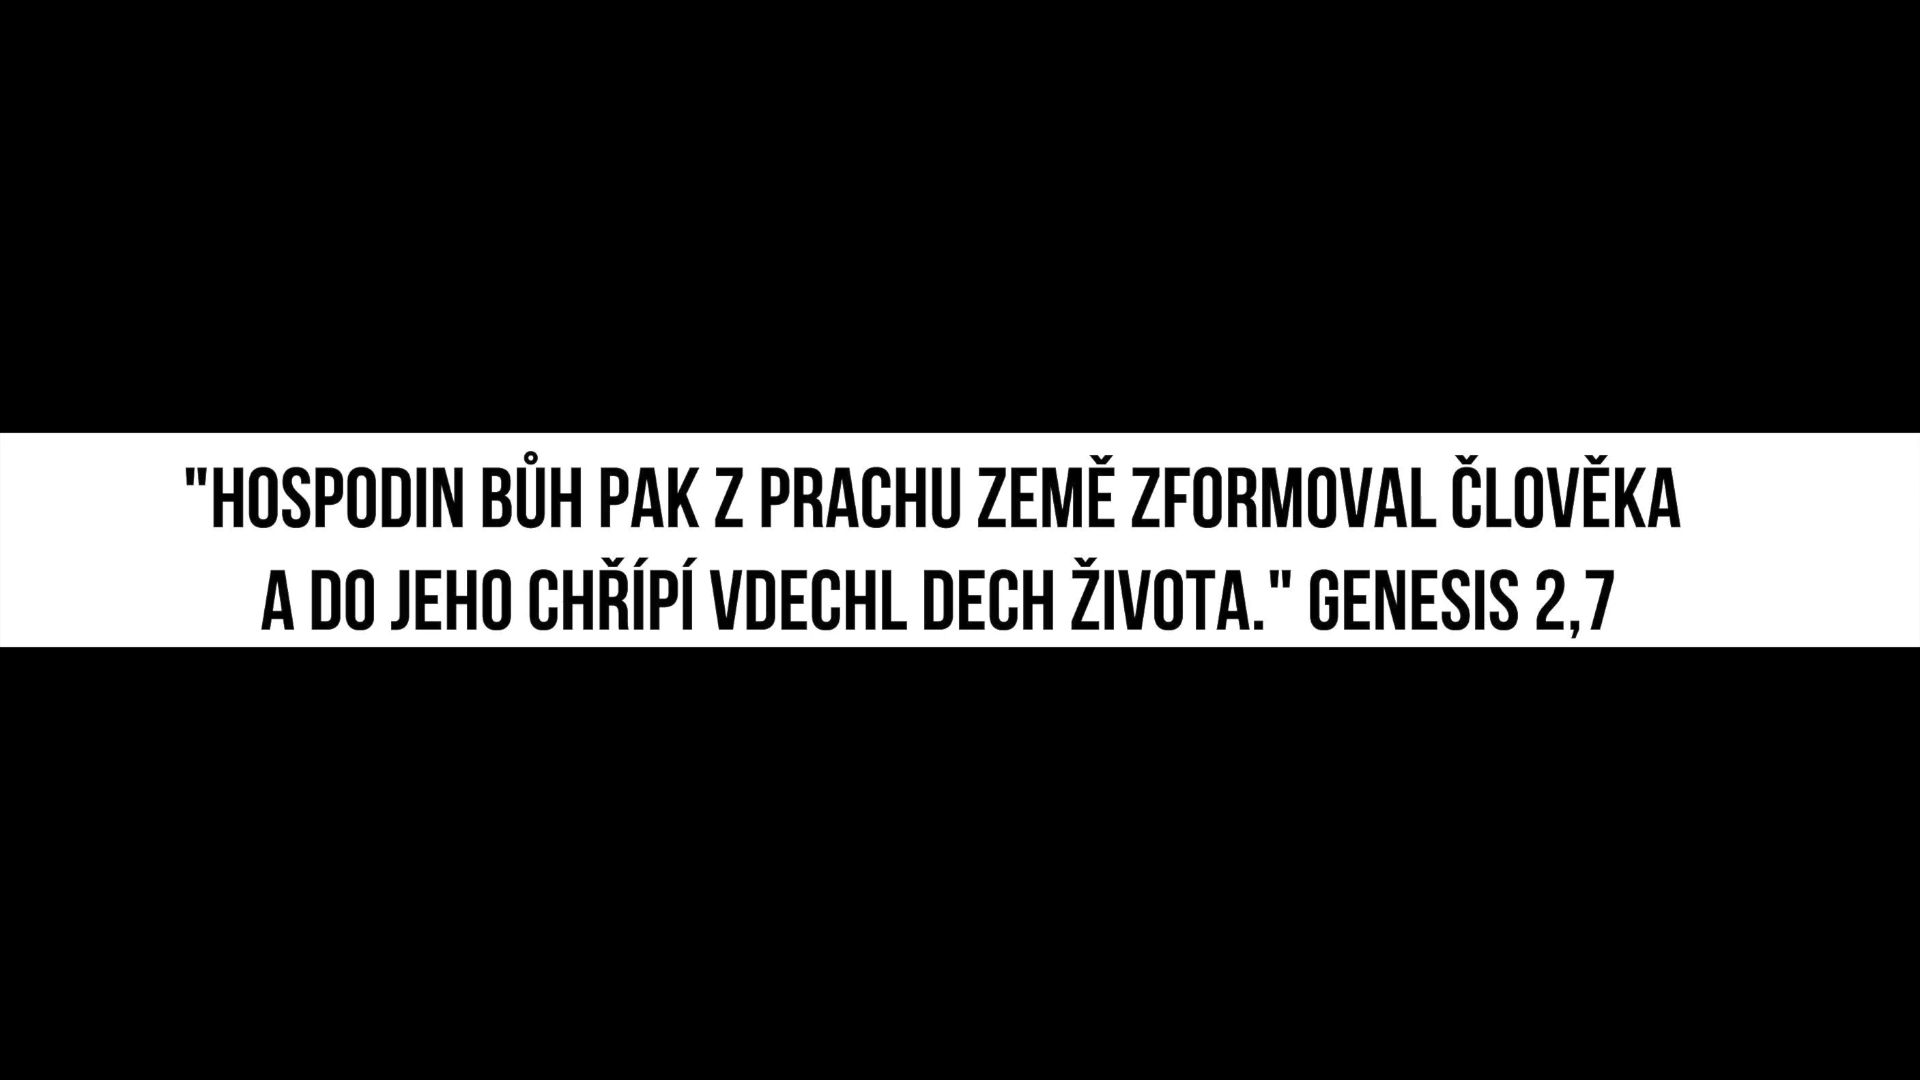 "HOSPODIN BŮH PAK Z PRACHU ZEMĚ ZFORMOVAL ČLOVĚKA
A DO JEHO CHŘÍPÍ VDECHL DECH ŽIVOTA." GENESIS 2,7